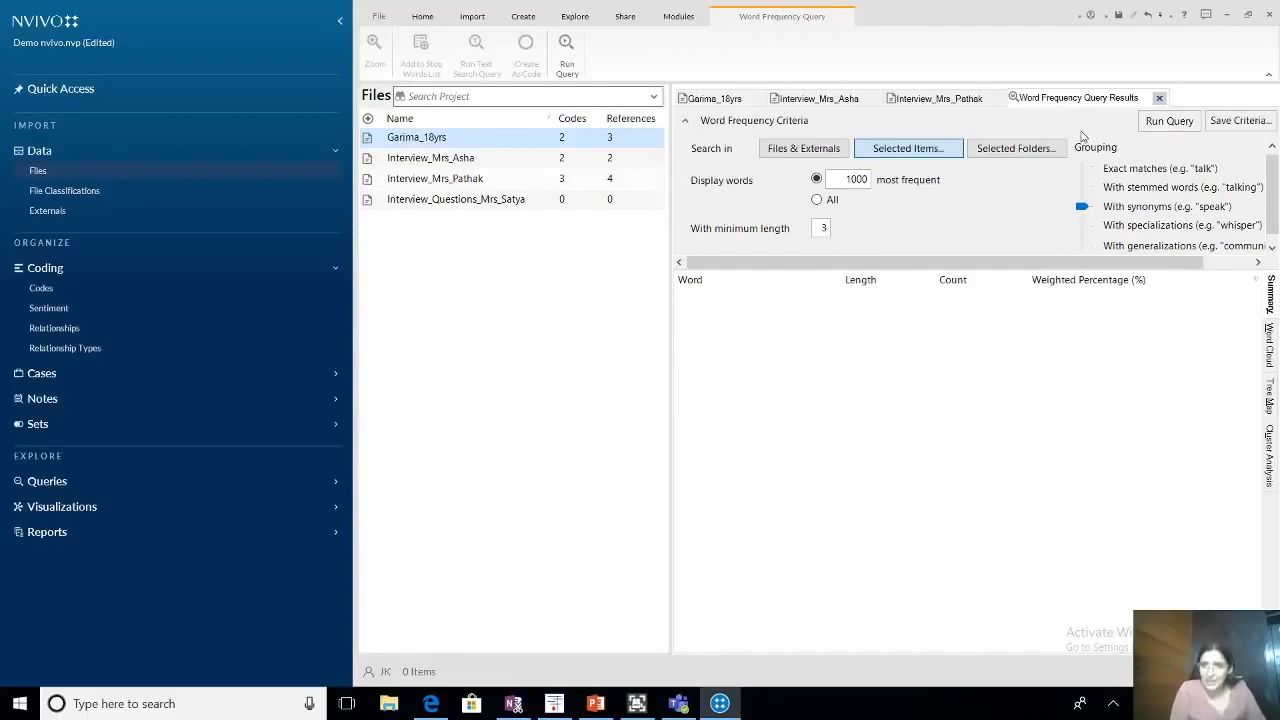 NVIVO
Demo nvivo.nvp (Edited)
Quick Access
IMPORT
Data
Files
File Classifications
Externals
ORGANIZE
Coding
Codes
Sentiment
Relationships
Relationship Types
Cases
Notes
Sets
EXPLORE
Queries
Visualizations
Reports
File Home Import Create Explore Share Modules Word Frequency Query
Zoom
Add to Stop Words List
Run Text Search Query
Create As Code
Run Query
Files Search Project
Name Codes References
Garima_18yrs 2 3
Interview_Mrs_Asha 2 2
Interview_Mrs_Pathak 3 4
Interview_Questions_Mrs_Satya 0 0
Garima_18yrs Interview_Mrs_Asha Interview_Mrs_Pathak Word Frequency Query Results
Word Frequency Criteria Run Query Save Criteria...
Search in Files & Externals Selected Items... Selected Folders... Grouping
Display words 1000 most frequent
All
With minimum length 3
Exact matches (e.g. "talk")
With stemmed words (e.g. "talking")
With synonyms (e.g. "speak")
With specializations (e.g. "whisper")
With generalizations (e.g. "commun
Word Length Count Weighted Percentage (%)
Summary
Word Cloud
Tree Map
Cluster Analysis
Activate Wi
Go to Settings
JK 0 Items
Type here to search